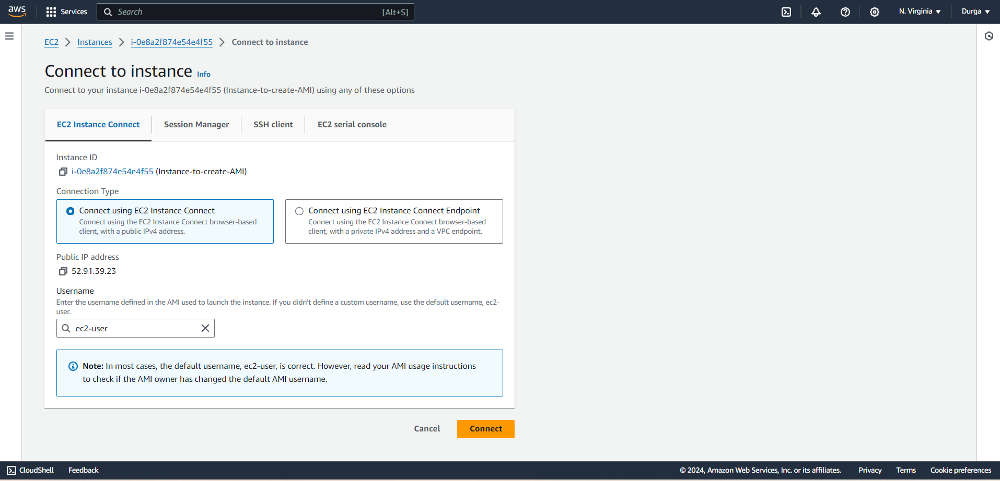 aws Services Search [Alt+S] N. Virginia Durga
EC2 Instances i-0e8a2f874e54e4f55 Connect to instance
Connect to instance Info
Connect to your instance i-0e8a2f874e54e4f55 (Instance-to-create-AMI) using any of these options
EC2 Instance Connect Session Manager SSH client EC2 serial console
Instance ID
i-0e8a2f874e54e4f55 (Instance-to-create-AMI)
Connection Type
Connect using EC2 Instance Connect
Connect using the EC2 Instance Connect browser-based
client, with a public IPv4 address.
Connect using EC2 Instance Connect Endpoint
Connect using the EC2 Instance Connect browser-based
client, with a private IPv4 address and a VPC endpoint.
Public IP address
52.91.39.23
Username
Enter the username defined in the AMI used to launch the instance. If you didn't define a custom username, use the default username, ec2-
user.
ec2-user
Note: In most cases, the default username, ec2-user, is correct. However, read your AMI usage instructions
to check if the AMI owner has changed the default AMI username.
Cancel Connect
CloudShell Feedback © 2024, Amazon Web Services, Inc. or its affiliates. Privacy Terms Cookie preferences